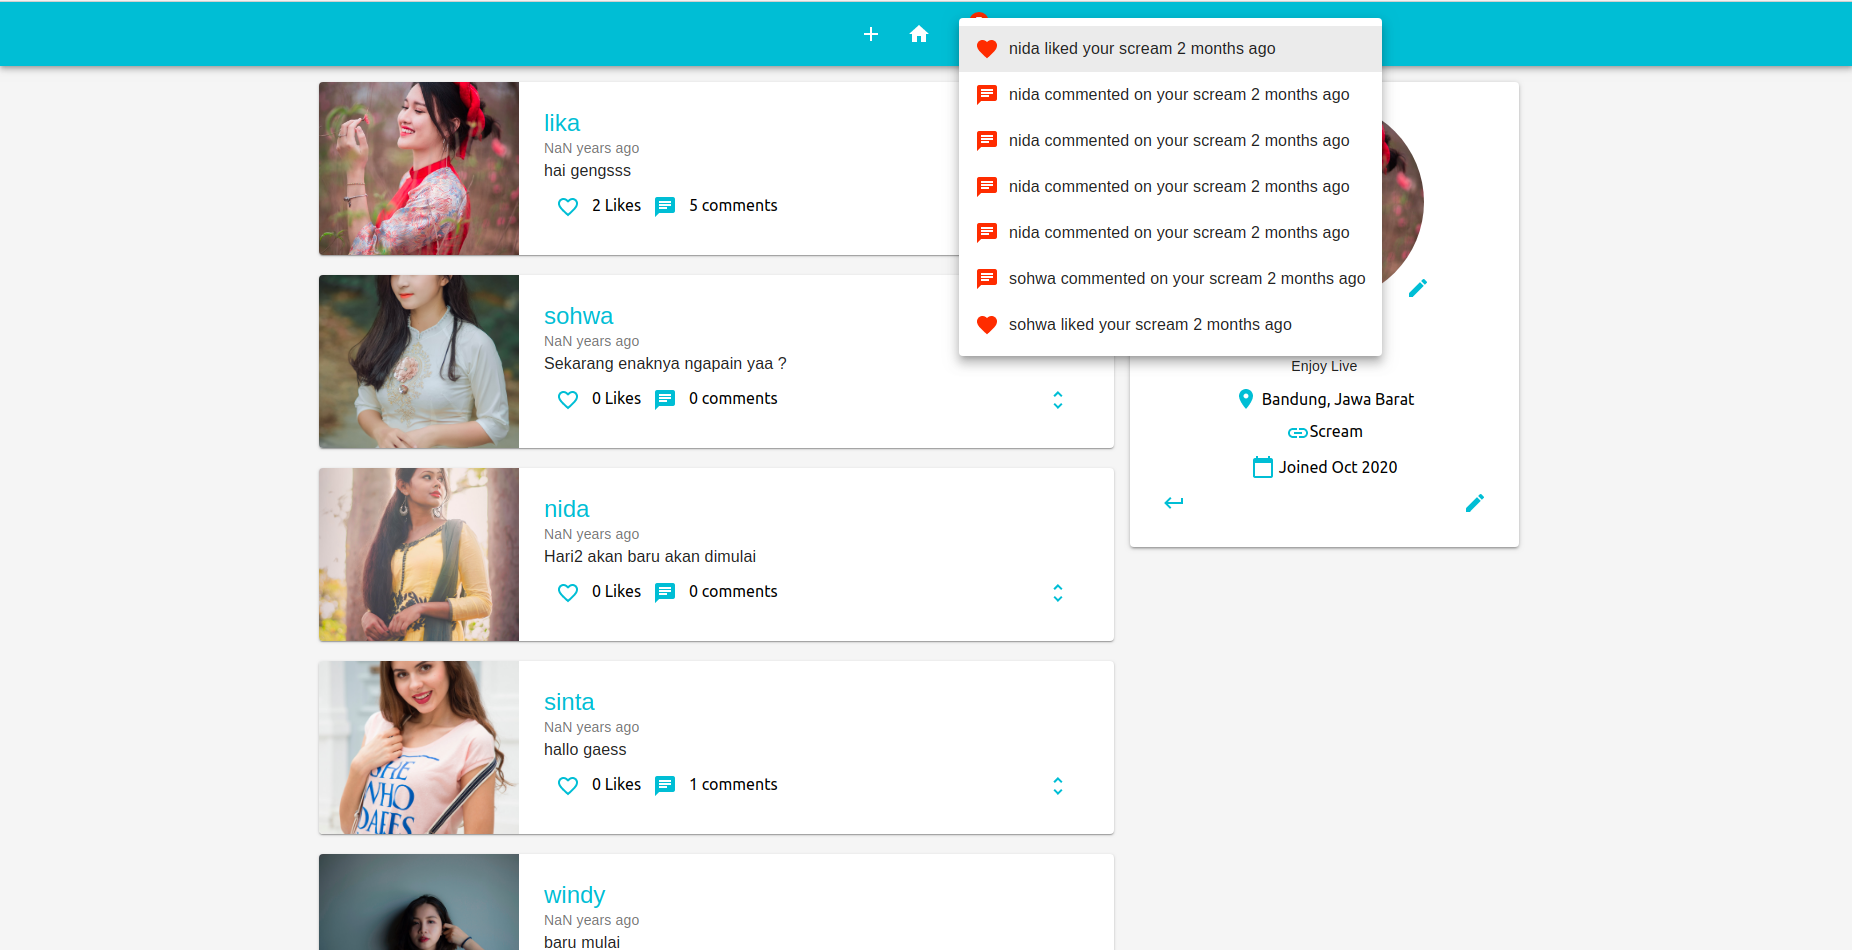 nida liked your scream 2 months ago
nida commented on your scream 2 months ago
nida commented on your scream 2 months ago
nida commented on your scream 2 months ago
nida commented on your scream 2 months ago
sohwa commented on your scream 2 months ago
sohwa liked your scream 2 months ago
lika
NaN years ago
hai gengsss
2 Likes 5 comments
sohwa
NaN years ago
Sekarang enaknya ngapain yaa ?
0 Likes 0 comments
nida
NaN years ago
Hari2 akan baru akan dimulai
0 Likes 0 comments
sinta
NaN years ago
hallo gaess
0 Likes 1 comments
WHO
windy
NaN years ago
baru mulai
Enjoy Live
Bandung, Jawa Barat
Scream
Joined Oct 2020